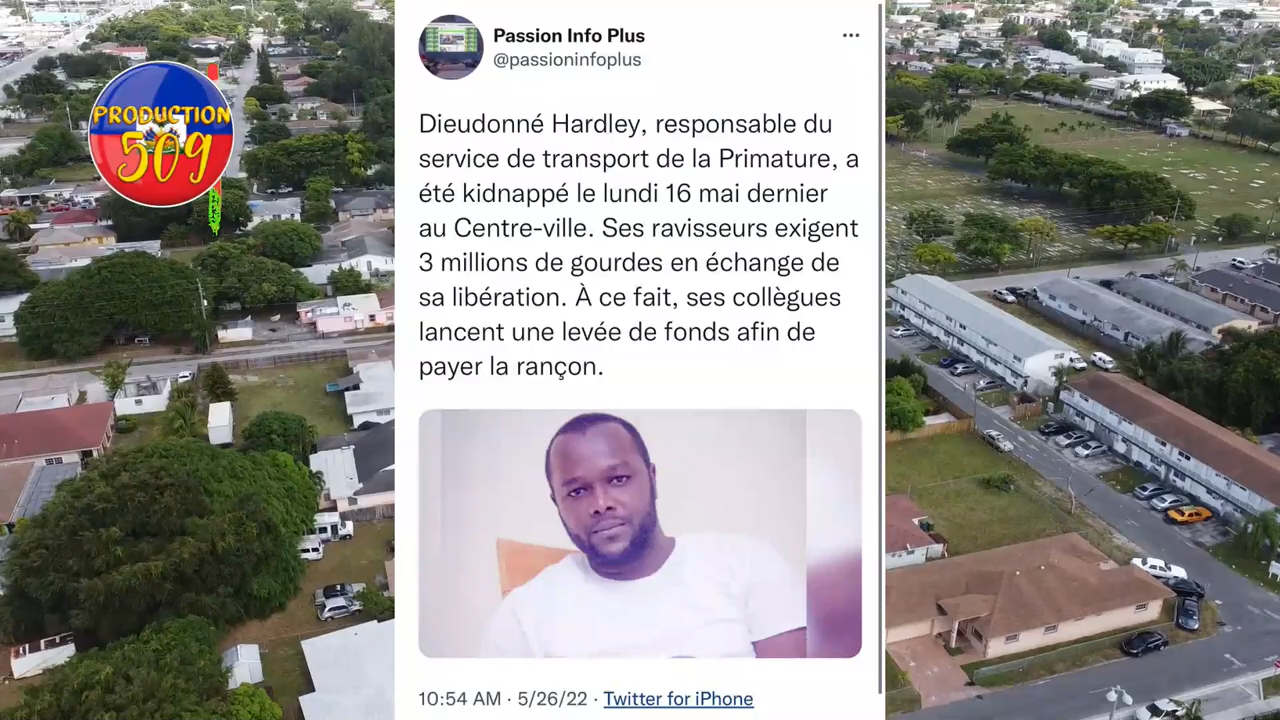 PRODUCTION
509
Passion Info Plus
@passioninfoplus
Dieudonné Hardley, responsable du
service de transport de la Primature, a
été kidnappé le lundi 16 mai dernier
au Centre-ville. Ses ravisseurs exigent
3 millions de gourdes en échange de
sa libération. À ce fait, ses collègues
lancent une levée de fonds afin de
payer la rançon.
10:54 AM · 5/26/22 · Twitter for iPhone